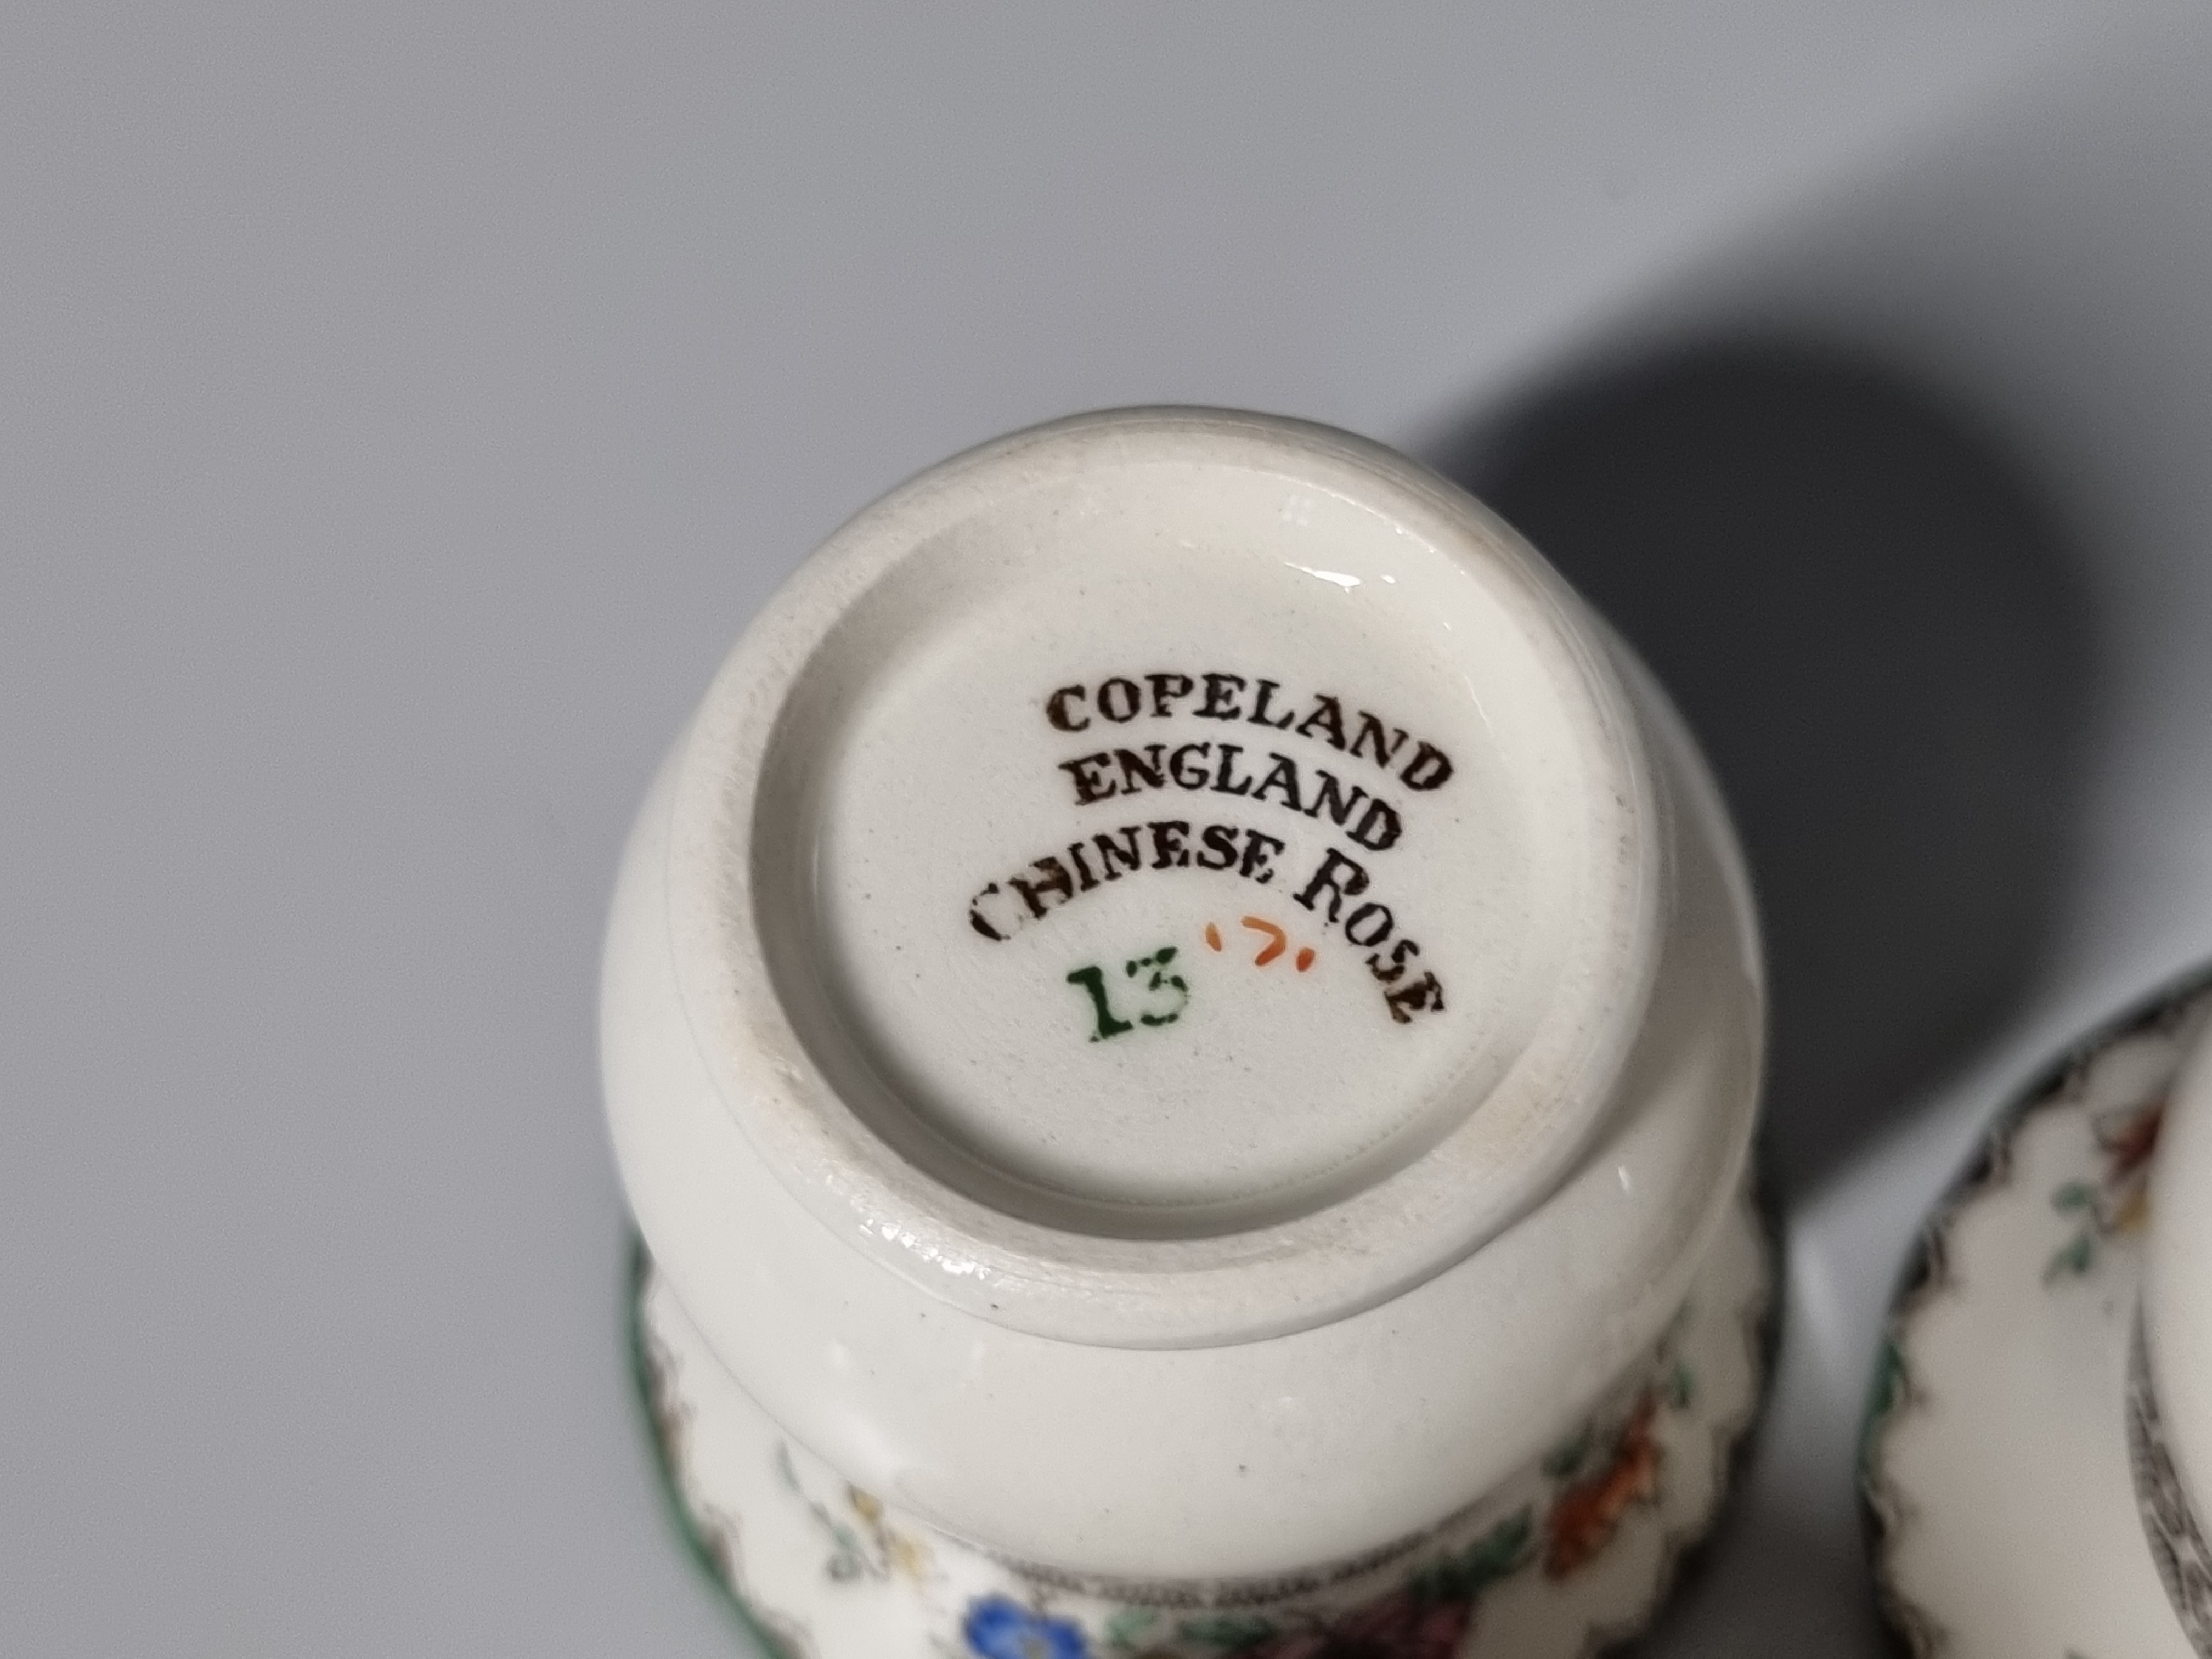 COPELAND
ENGLAND
CHINESE ROSE
13